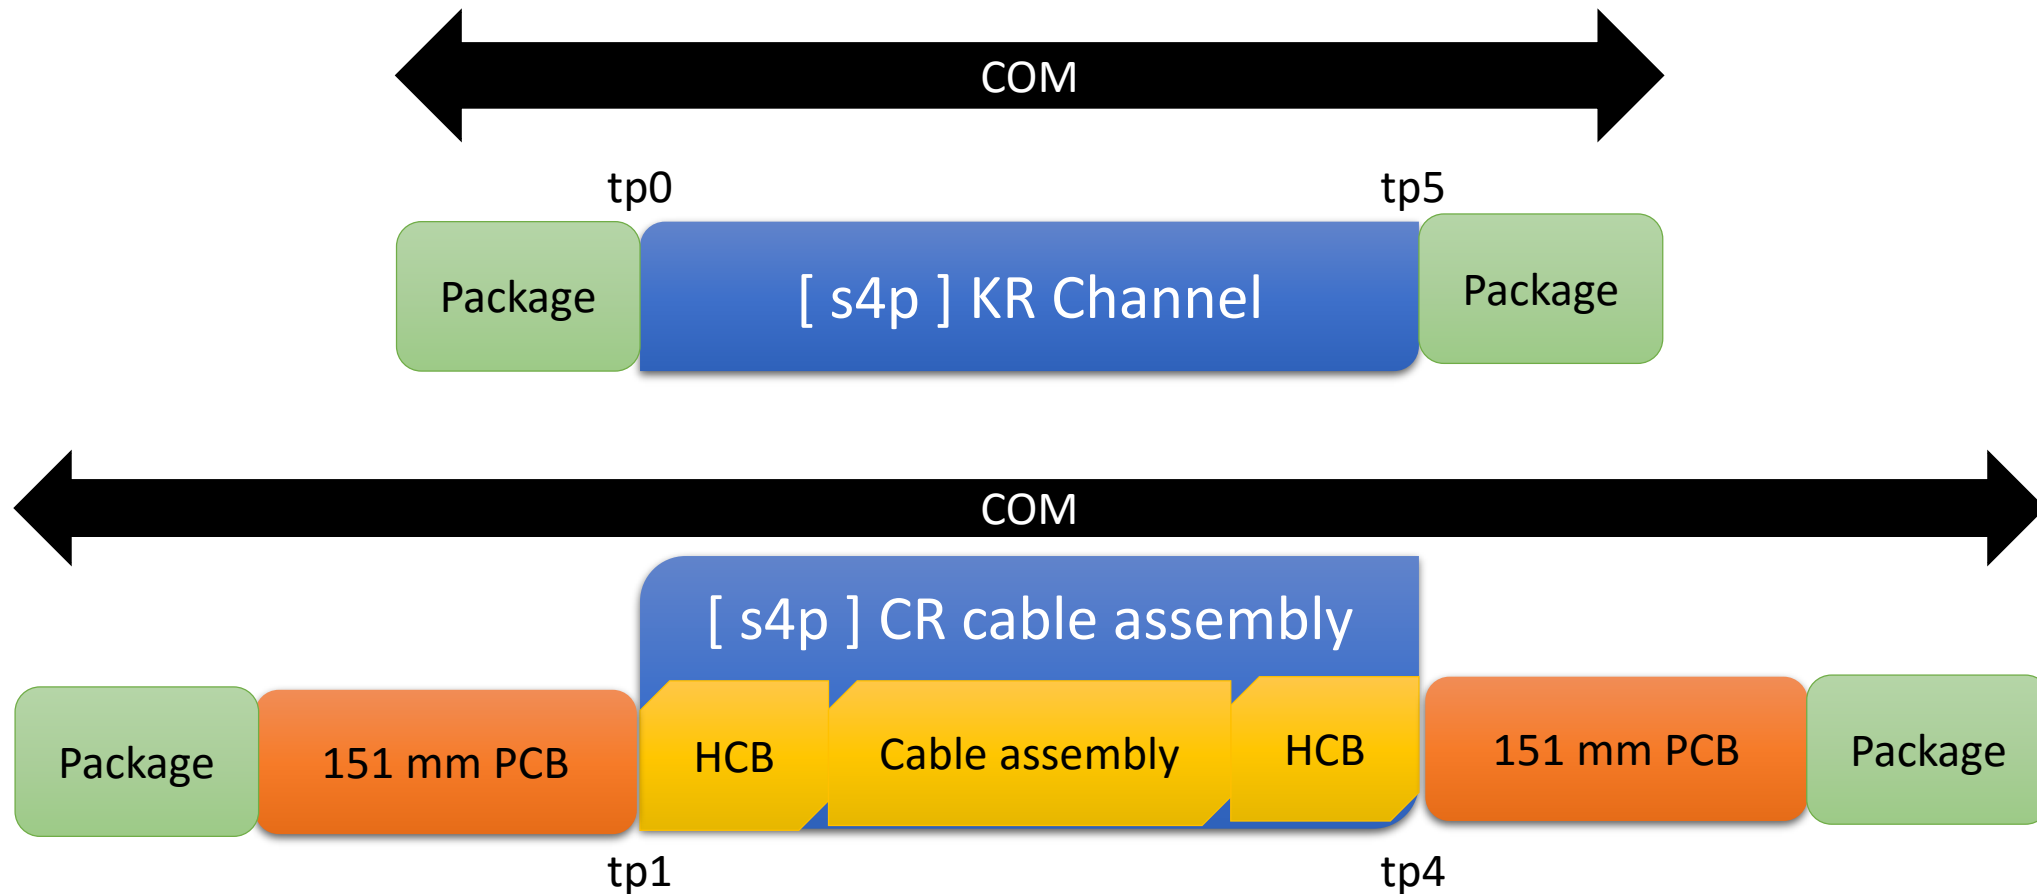 COM
tp0
tp5
Package
[ s4p ] KR Channel
Package
COM
[ s4p ] CR cable assembly
Package
151 mm PCB
HCB
Cable assembly
HCB
151 mm PCB
Package
tp1
tp4